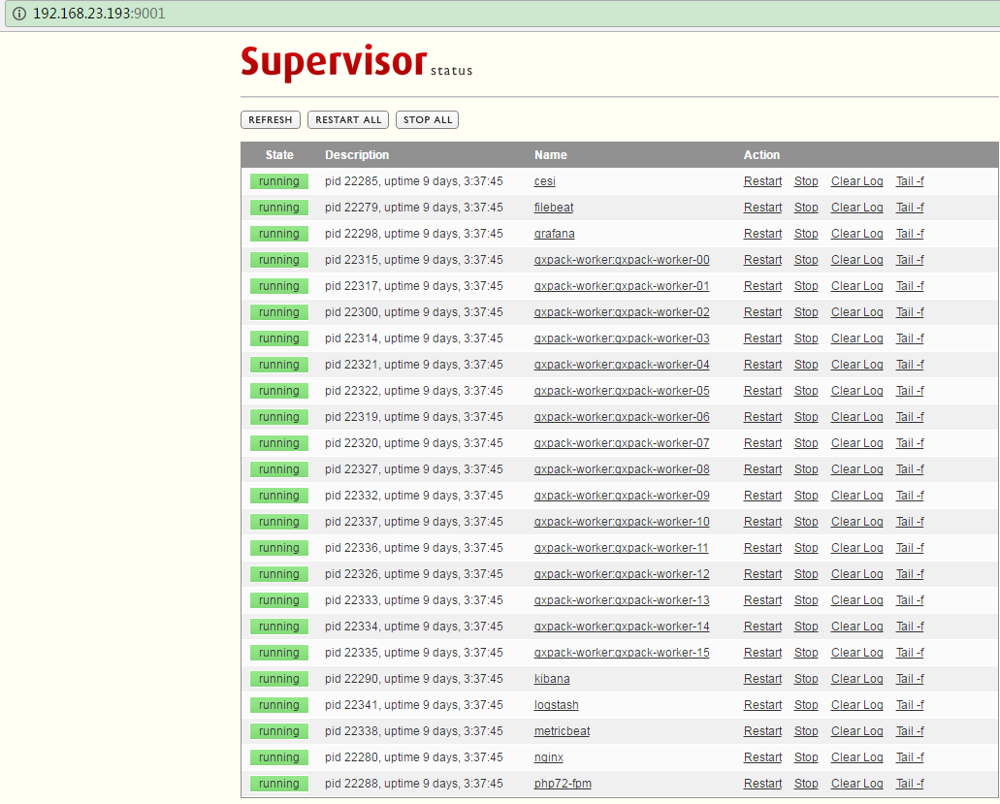 192.168.23.193:9001
Supervisor status
REFRESH RESTART ALL STOP ALL
State Description Name Action
running pid 22285, uptime 9 days, 3:37:45 cesi Restart Stop Clear Log Tail -f
running pid 22279, uptime 9 days, 3:37:45 filebeat Restart Stop Clear Log Tail -f
running pid 22298, uptime 9 days, 3:37:45 grafana Restart Stop Clear Log Tail -f
running pid 22315, uptime 9 days, 3:37:45 gxpack-worker:gxpack-worker-00 Restart Stop Clear Log Tail -f
running pid 22317, uptime 9 days, 3:37:45 gxpack-worker:gxpack-worker-01 Restart Stop Clear Log Tail -f
running pid 22300, uptime 9 days, 3:37:45 gxpack-worker:gxpack-worker-02 Restart Stop Clear Log Tail -f
running pid 22314, uptime 9 days, 3:37:45 gxpack-worker:gxpack-worker-03 Restart Stop Clear Log Tail -f
running pid 22321, uptime 9 days, 3:37:45 gxpack-worker:gxpack-worker-04 Restart Stop Clear Log Tail -f
running pid 22322, uptime 9 days, 3:37:45 gxpack-worker:gxpack-worker-05 Restart Stop Clear Log Tail -f
running pid 22319, uptime 9 days, 3:37:45 gxpack-worker:gxpack-worker-06 Restart Stop Clear Log Tail -f
running pid 22320, uptime 9 days, 3:37:45 gxpack-worker:gxpack-worker-07 Restart Stop Clear Log Tail -f
running pid 22327, uptime 9 days, 3:37:45 gxpack-worker:gxpack-worker-08 Restart Stop Clear Log Tail -f
running pid 22332, uptime 9 days, 3:37:45 gxpack-worker:gxpack-worker-09 Restart Stop Clear Log Tail -f
running pid 22337, uptime 9 days, 3:37:45 gxpack-worker:gxpack-worker-10 Restart Stop Clear Log Tail -f
running pid 22336, uptime 9 days, 3:37:45 gxpack-worker:gxpack-worker-11 Restart Stop Clear Log Tail -f
running pid 22326, uptime 9 days, 3:37:45 gxpack-worker:gxpack-worker-12 Restart Stop Clear Log Tail -f
running pid 22333, uptime 9 days, 3:37:45 gxpack-worker:gxpack-worker-13 Restart Stop Clear Log Tail -f
running pid 22334, uptime 9 days, 3:37:45 gxpack-worker:gxpack-worker-14 Restart Stop Clear Log Tail -f
running pid 22335, uptime 9 days, 3:37:45 gxpack-worker:gxpack-worker-15 Restart Stop Clear Log Tail -f
running pid 22290, uptime 9 days, 3:37:45 kibana Restart Stop Clear Log Tail -f
running pid 22341, uptime 9 days, 3:37:45 logstash Restart Stop Clear Log Tail -f
running pid 22338, uptime 9 days, 3:37:45 metricbeat Restart Stop Clear Log Tail -f
running pid 22280, uptime 9 days, 3:37:45 nginx Restart Stop Clear Log Tail -f
running pid 22288, uptime 9 days, 3:37:45 php72-fpm Restart Stop Clear Log Tail -f